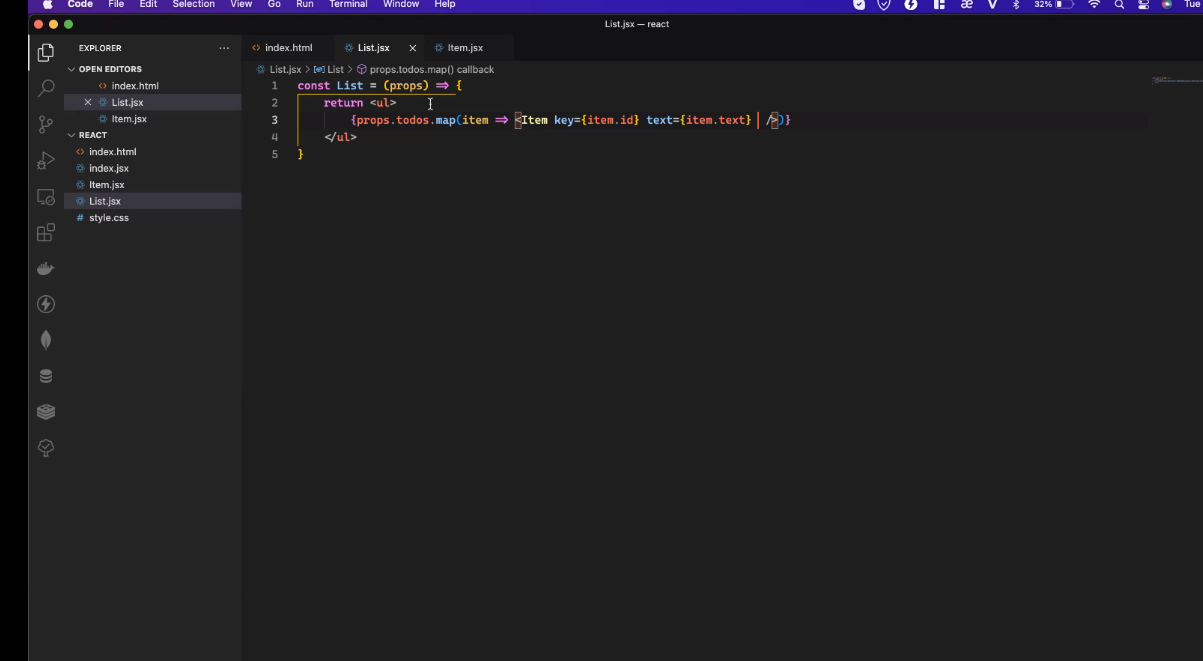 Code File Edit Selection View Go Run Terminal Window Help 32% Tue
List.jsx — react
EXPLORER
index.html List.jsx Item.jsx
OPEN EDITORS
index.html
List.jsx
Item.jsx
REACT
index.html
index.jsx
Item.jsx
List.jsx
style.css
List.jsx > List > props.todos.map() callback
1 const List = (props) => {
2 return <ul>
3 {props.todos.map(item => <Item key={item.id} text={item.text} />)}
4 </ul>
5 }